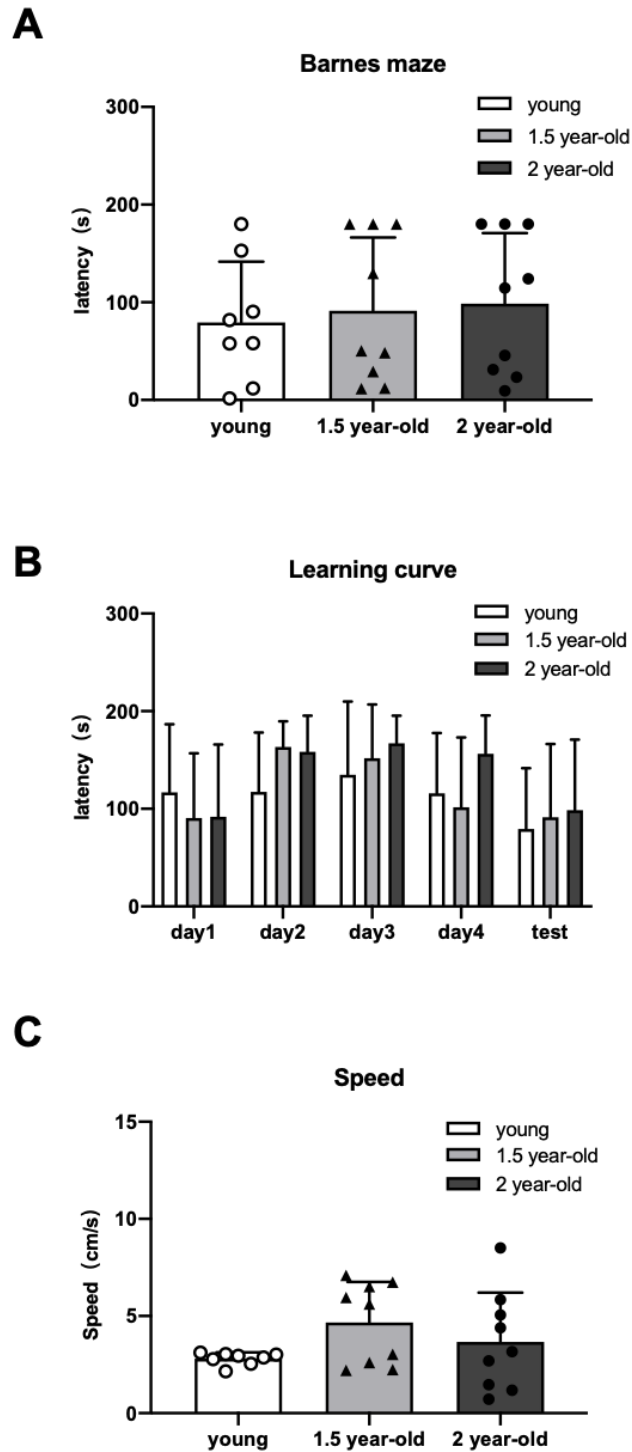 A
Barnes maze
300
200
100
0
latency (s)
young
1.5 year-old
2 year-old
young
1.5 year-old
2 year-old
B
Learning curve
300
200
100
0
latency (s)
young
1.5 year-old
2 year-old
day1
day2
day3
day4
test
C
Speed
15
10
5
0
Speed (cm/s)
young
1.5 year-old
2 year-old
young
1.5 year-old
2 year-old